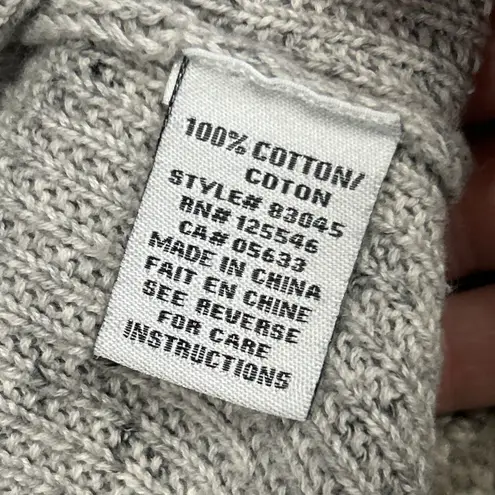 100% COTTON/
COTON
STYLE# 83045
RN# 125546
CA# 05633
MADE IN CHINA
FAIT EN CHINE
SEE REVERSE
FOR CARE
INSTRUCTIONS